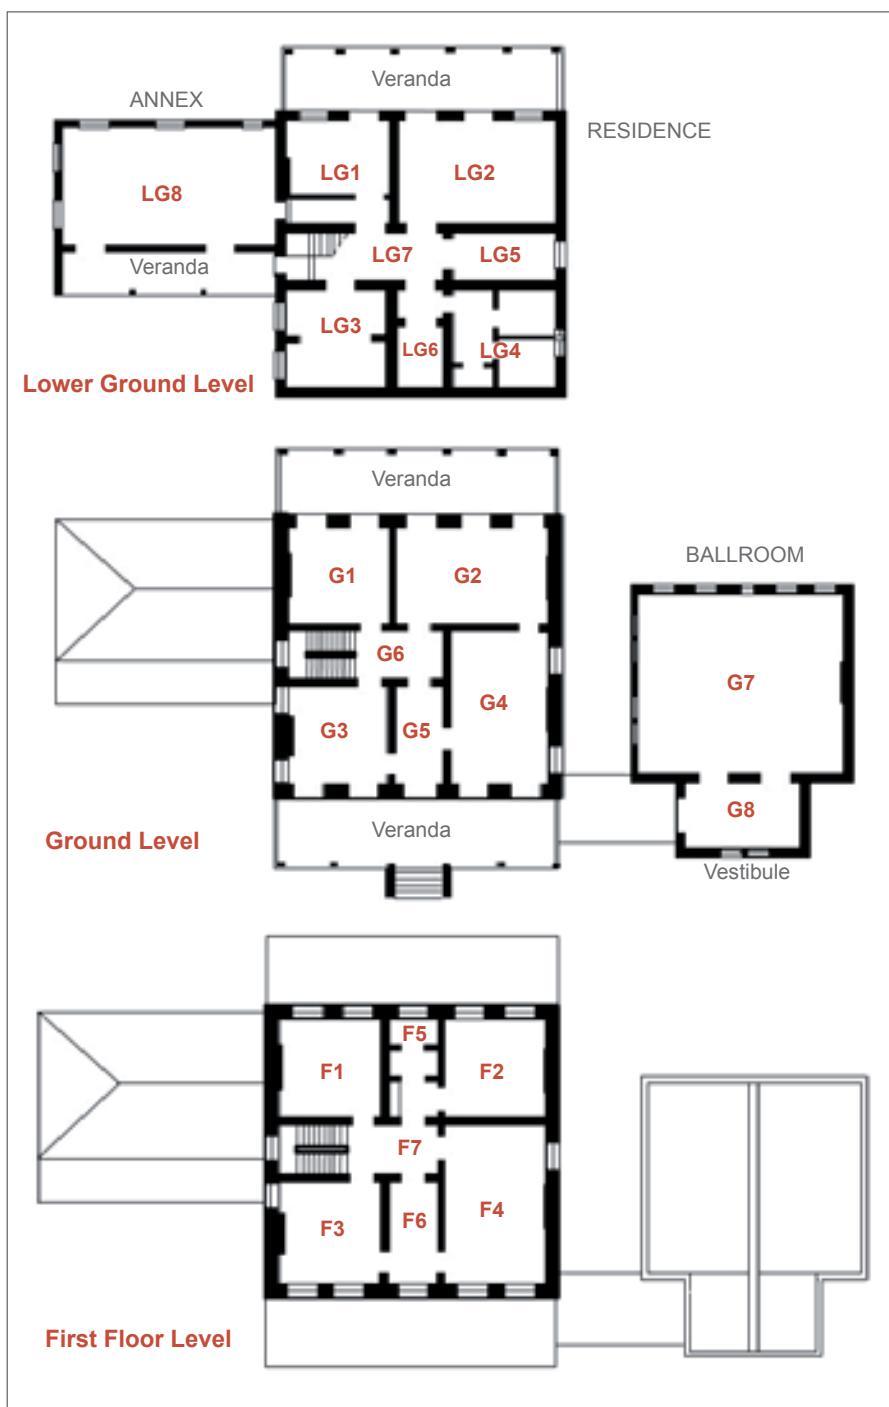 Veranda
ANNEX
RESIDENCE
LG1
LG2
LG8
LG7
LG5
Veranda
LG3
LG6
LG4
Lower Ground Level
Veranda
BALLROOM
G1
G2
G6
G7
G3
G5
G4
G8
Ground Level
Veranda
Vestibule
F5
F1
F2
F7
F3
F6
F4
First Floor Level